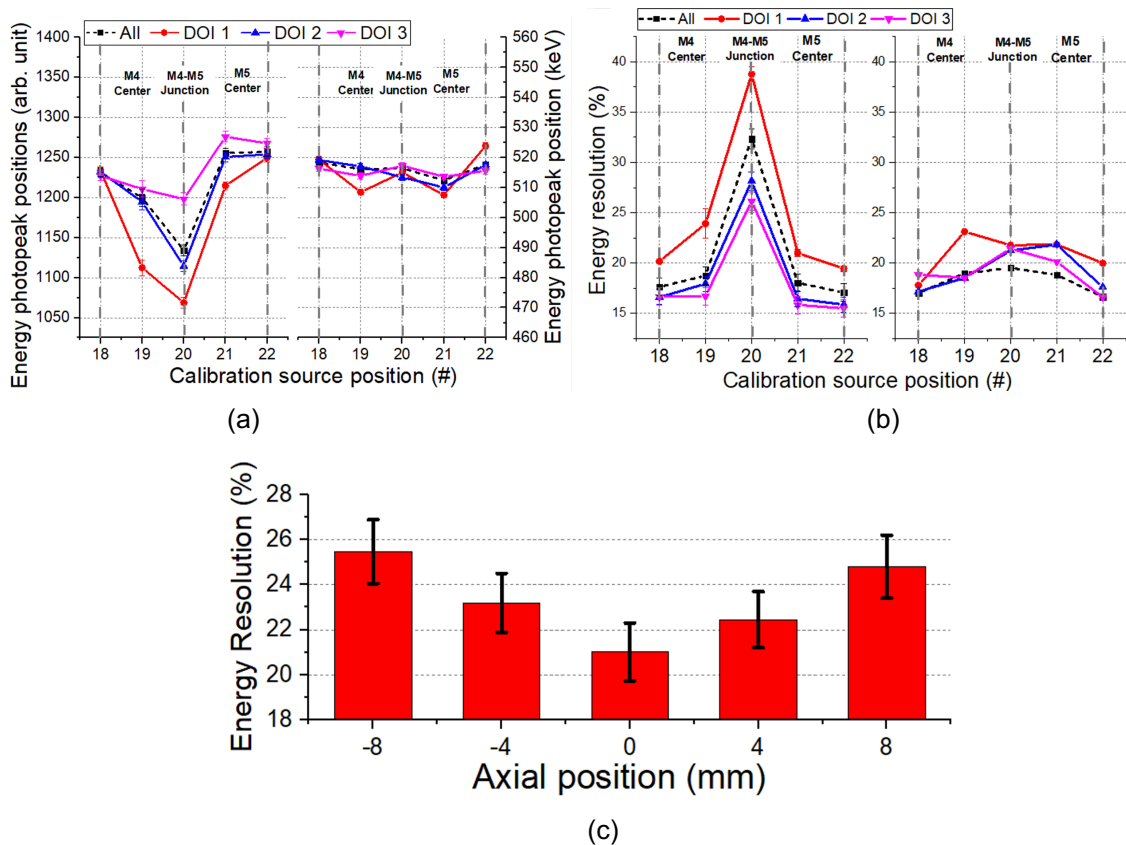 All DOI 1 DOI 2 DOI 3
Energy photopeak positions (arb. unit)
1400
1350
1300
1250
1200
1150
1100
1050
M4
Center
M4-M5
Junction
M5
Center
M4
Center
M4-M5
Junction
M5
Center
560
550
540
530
520
510
500
490
480
470
460
Energy photopeak position (keV)
18 19 20 21 22 18 19 20 21 22
Calibration source position (#)
(a)
All DOI 1 DOI 2 DOI 3
Energy resolution (%)
40
35
30
25
20
15
M4
Center
M4-M5
Junction
M5
Center
M4
Center
M4-M5
Junction
M5
Center
40
35
30
25
20
15
18 19 20 21 22 18 19 20 21 22
Calibration source position (#)
(b)
Energy Resolution (%)
28
26
24
22
20
18
-8 -4 0 4 8
Axial position (mm)
(c)